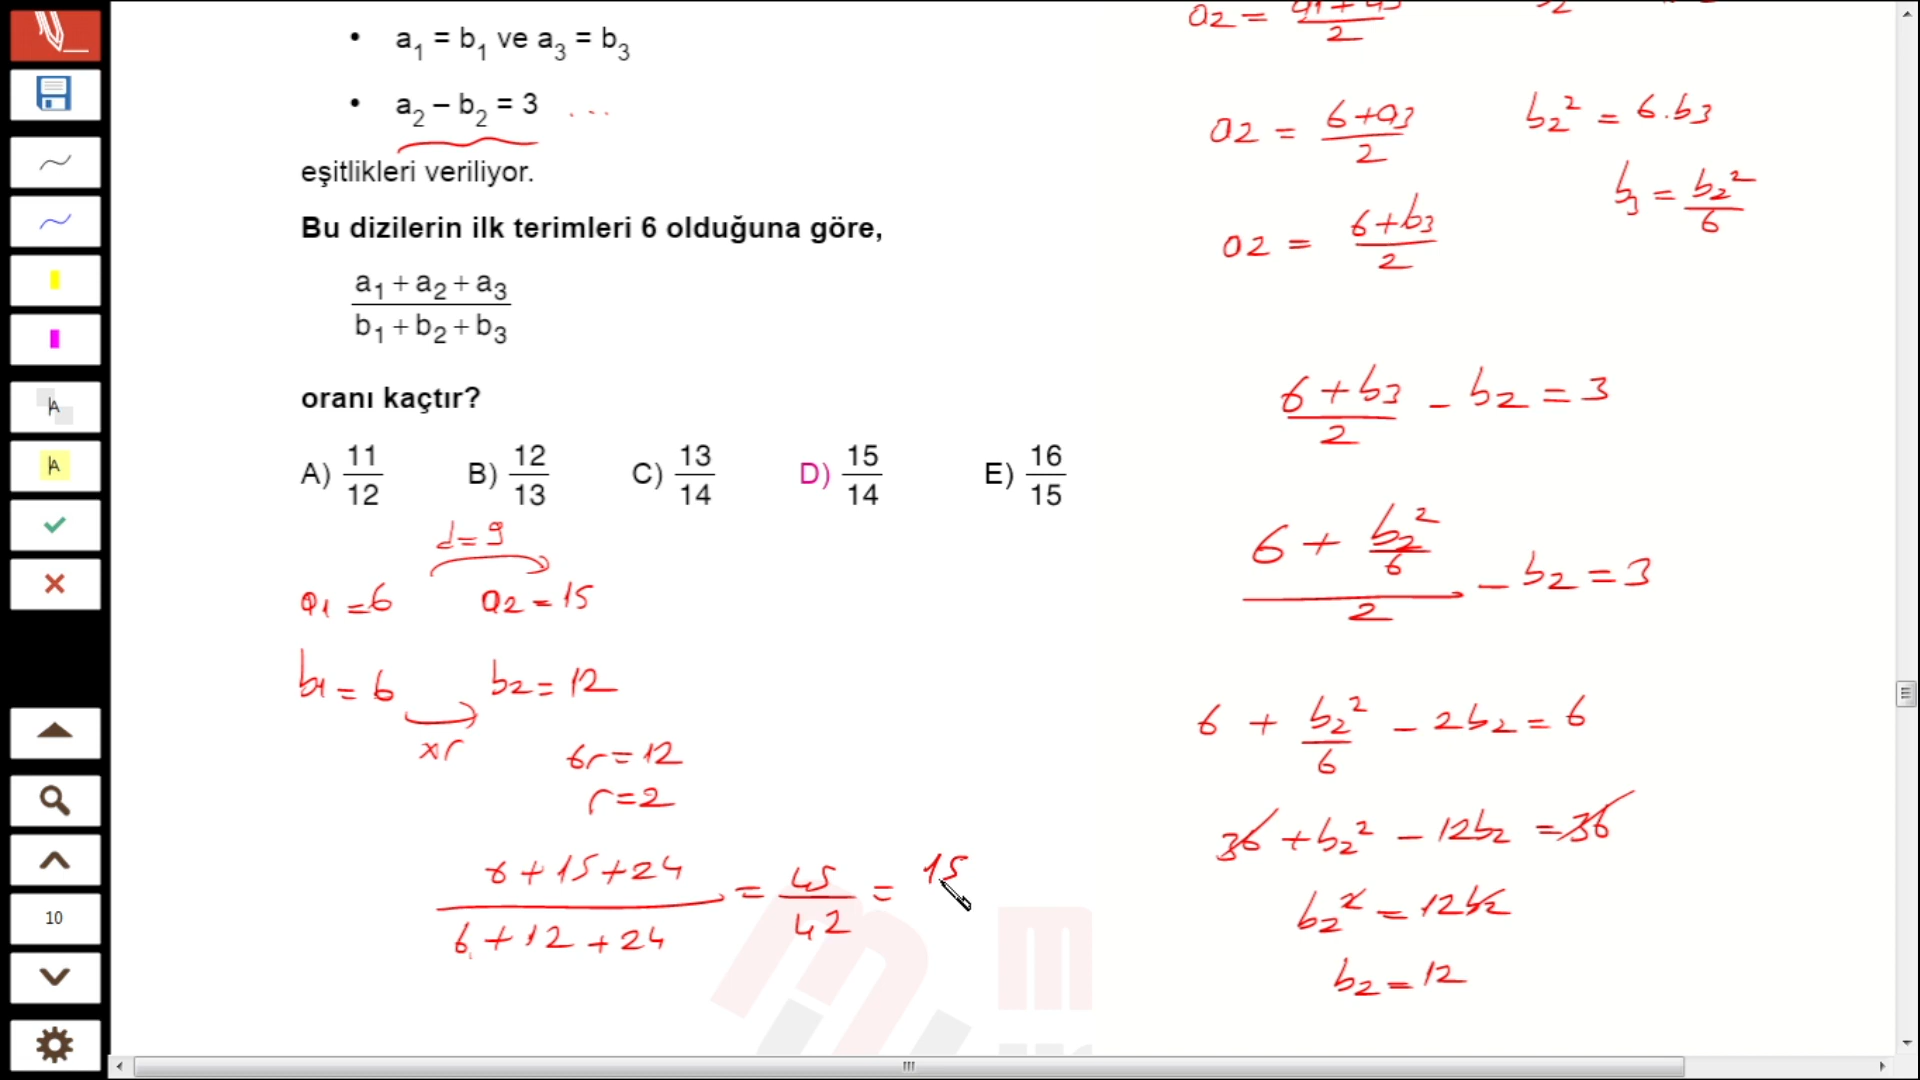 • a₁ = b₁ ve a₃ = b₃
• a₂ – b₂ = 3 ...
eşitlikleri veriliyor.
Bu dizilerin ilk terimleri 6 olduğuna göre,
a₁ + a₂ + a₃
b₁ + b₂ + b₃
oranı kaçtır?
A) 11/12 B) 12/13 C) 13/14 D) 15/14 E) 16/15
d=9
a₁ = 6 a₂ = 15
b₁ = 6 b₂ = 12
xr
6r = 12
r = 2
(6 + 15 + 24)/(6 + 12 + 24) = 45/42 = 15
a₂ = (6 + a₃)/2 b₂² = 6.b₃
b₃ = b₂²/6
a₂ = (6 + b₃)/2
(6 + b₃)/2 - b₂ = 3
(6 + b₂²/6)/2 - b₂ = 3
6 + b₂²/6 - 2b₂ = 6
36 + b₂² - 12b₂ = 36
b₂² = 12b₂
b₂ = 12
10